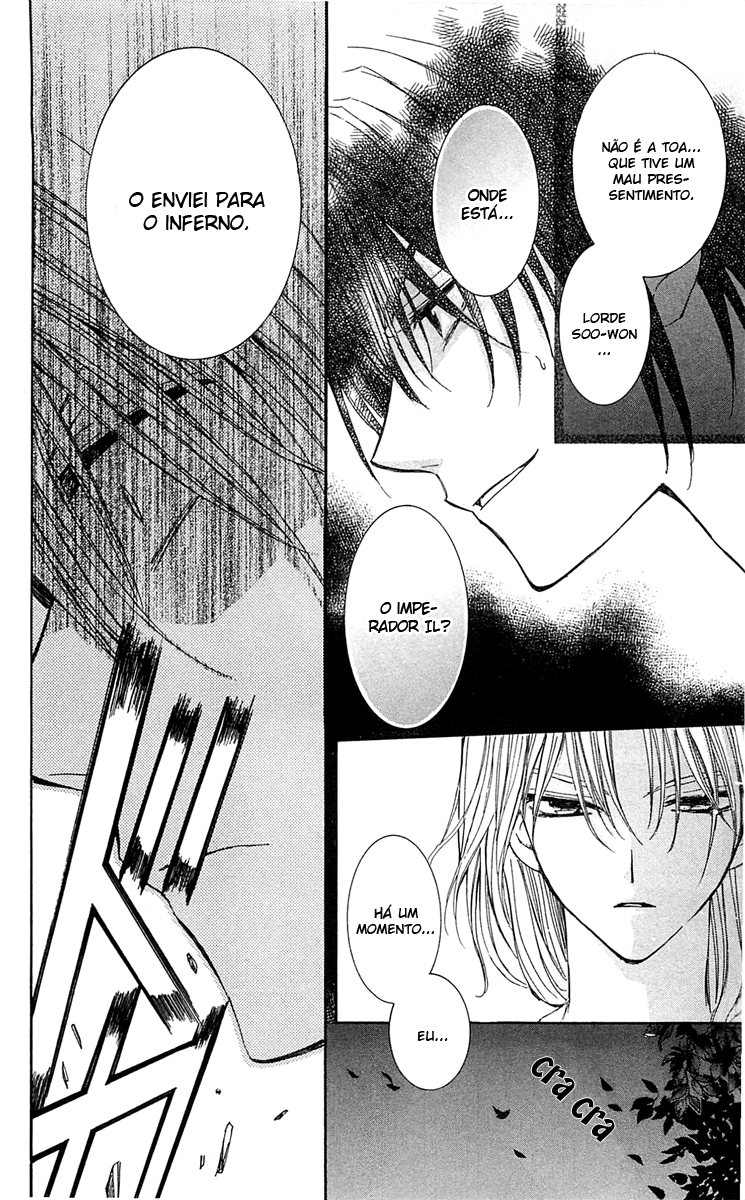 NÃO É A TOA...
QUE TIVE UM
MAU PRES-
SENTIMENTO.
LORDE
SOO-WON
...
ONDE
ESTÁ...
O IMPE-
RADOR IL?
HÁ UM
MOMENTO...
EU...
cra cra
O ENVIEI PARA
O INFERNO.